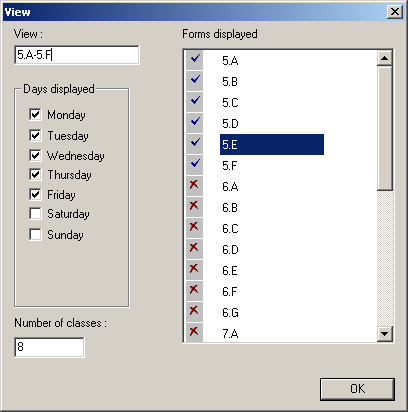 View
View :
5.A-5.F
Days displayed
Monday
Tuesday
Wednesday
Thursday
Friday
Saturday
Sunday
Number of classes :
8
Forms displayed
5.A
5.B
5.C
5.D
5.E
5.F
6.A
6.B
6.C
6.D
6.E
6.F
6.G
7.A
OK